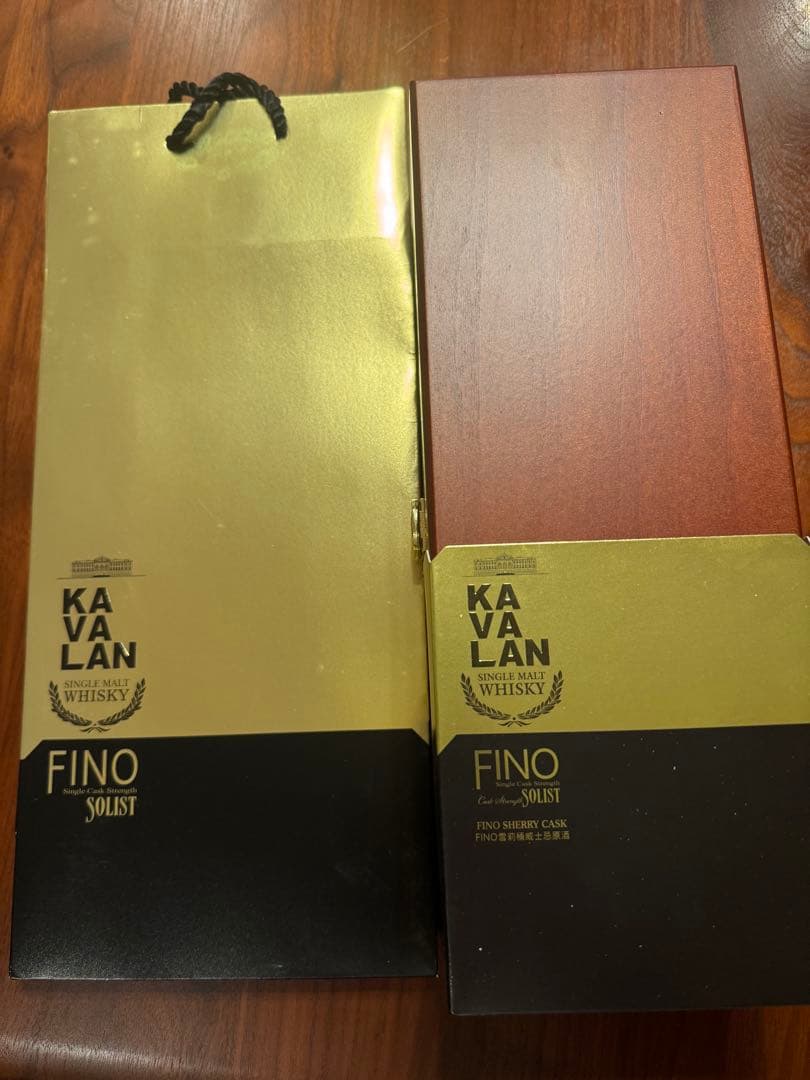 KA
VA
LAN
SINGLE MALT
WHISKY
FINO
Single Cask Strength
SOLIST
KA
VA
LAN
SINGLE MALT
WHISKY
FINO
Single Cask Strength
Cask Strength SOLIST
FINO SHERRY CASK
FINO雪莉桶威士忌原酒